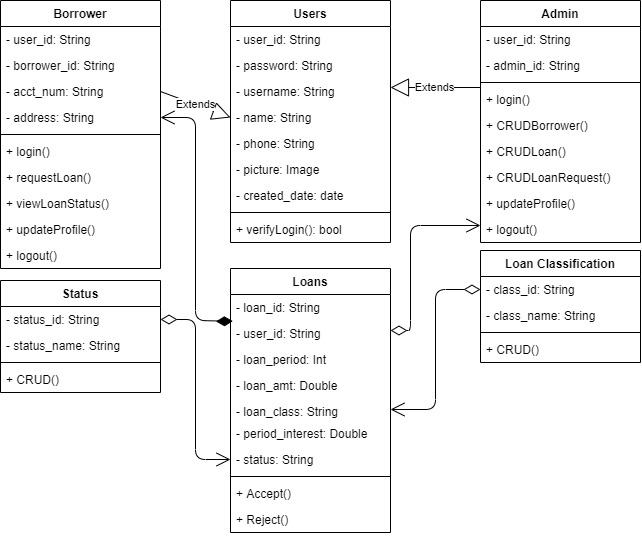 Borrower
- user_id: String
- borrower_id: String
- acct_num: String
- address: String
+ login()
+ requestLoan()
+ viewLoanStatus()
+ updateProfile()
+ logout()
Extends
Users
- user_id: String
- password: String
- username: String
- name: String
- phone: String
- picture: Image
- created_date: date
+ verifyLogin(): bool
Extends
Admin
- user_id: String
- admin_id: String
+ login()
+ CRUDBorrower()
+ CRUDLoan()
+ CRUDLoanRequest()
+ updateProfile()
+ logout()
Status
- status_id: String
- status_name: String
+ CRUD()
Loans
- loan_id: String
- user_id: String
- loan_period: Int
- loan_amt: Double
- loan_class: String
- period_interest: Double
- status: String
+ Accept()
+ Reject()
Loan Classification
- class_id: String
- class_name: String
+ CRUD()